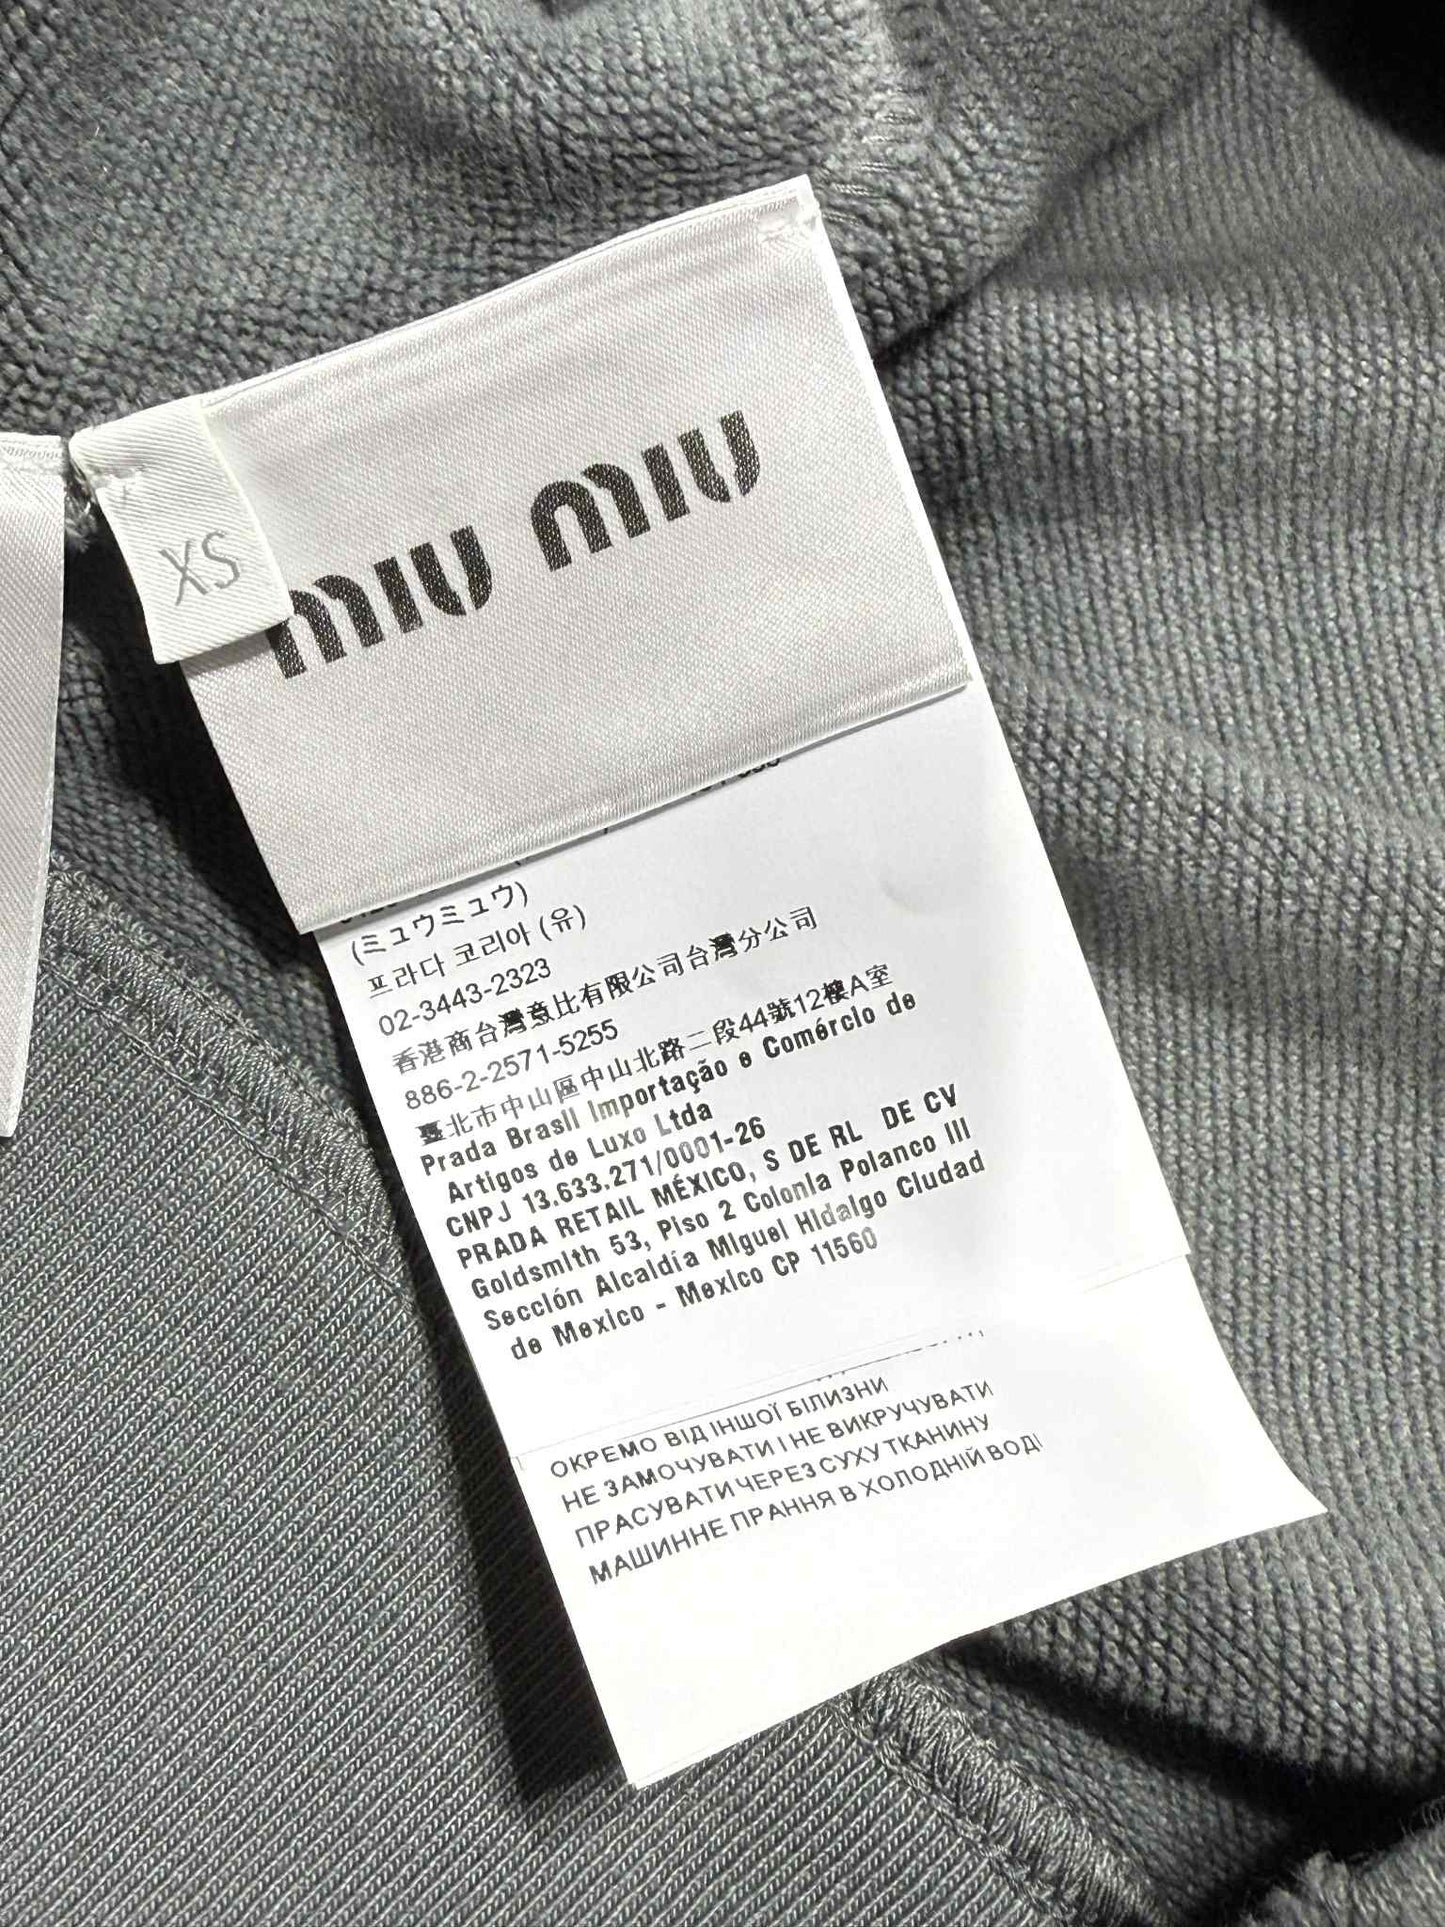 XS
miu miu
(ミュウミュウ)
프라다 코리아 (유)
02-3443-2323
香港商台灣意比有限公司台灣分公司
886-2-2571-5255
臺北市中山區中山北路二段44號12樓A室
Prada Brasil Importação e Comércio de
Artigos de Luxo Ltda
CNPJ 13.633.271/0001-26
PRADA RETAIL MÉXICO, S DE RL DE CV
Goldsmith 53, Piso 2 Colonia Polanco III
Sección Alcaldía Miguel Hidalgo Ciudad
de Mexico - Mexico CP 11560
ОКРЕМО ВІД ІНШОЇ БІЛИЗНИ
НЕ ЗАМОЧУВАТИ І НЕ ВИКРУЧУВАТИ
ПРАСУВАТИ ЧЕРЕЗ СУХУ ТКАНИНУ
МАШИННЕ ПРАННЯ В ХОЛОДНІЙ ВОДІ